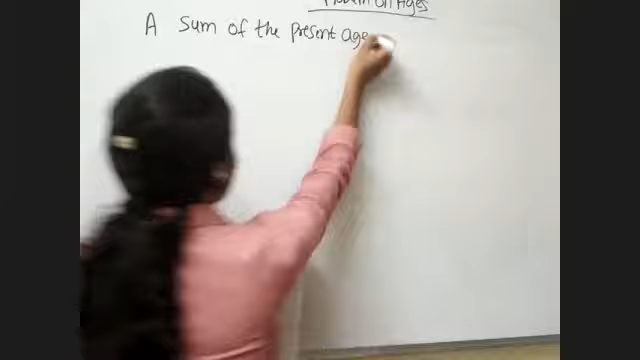 Problem on Ages
A sum of the present age